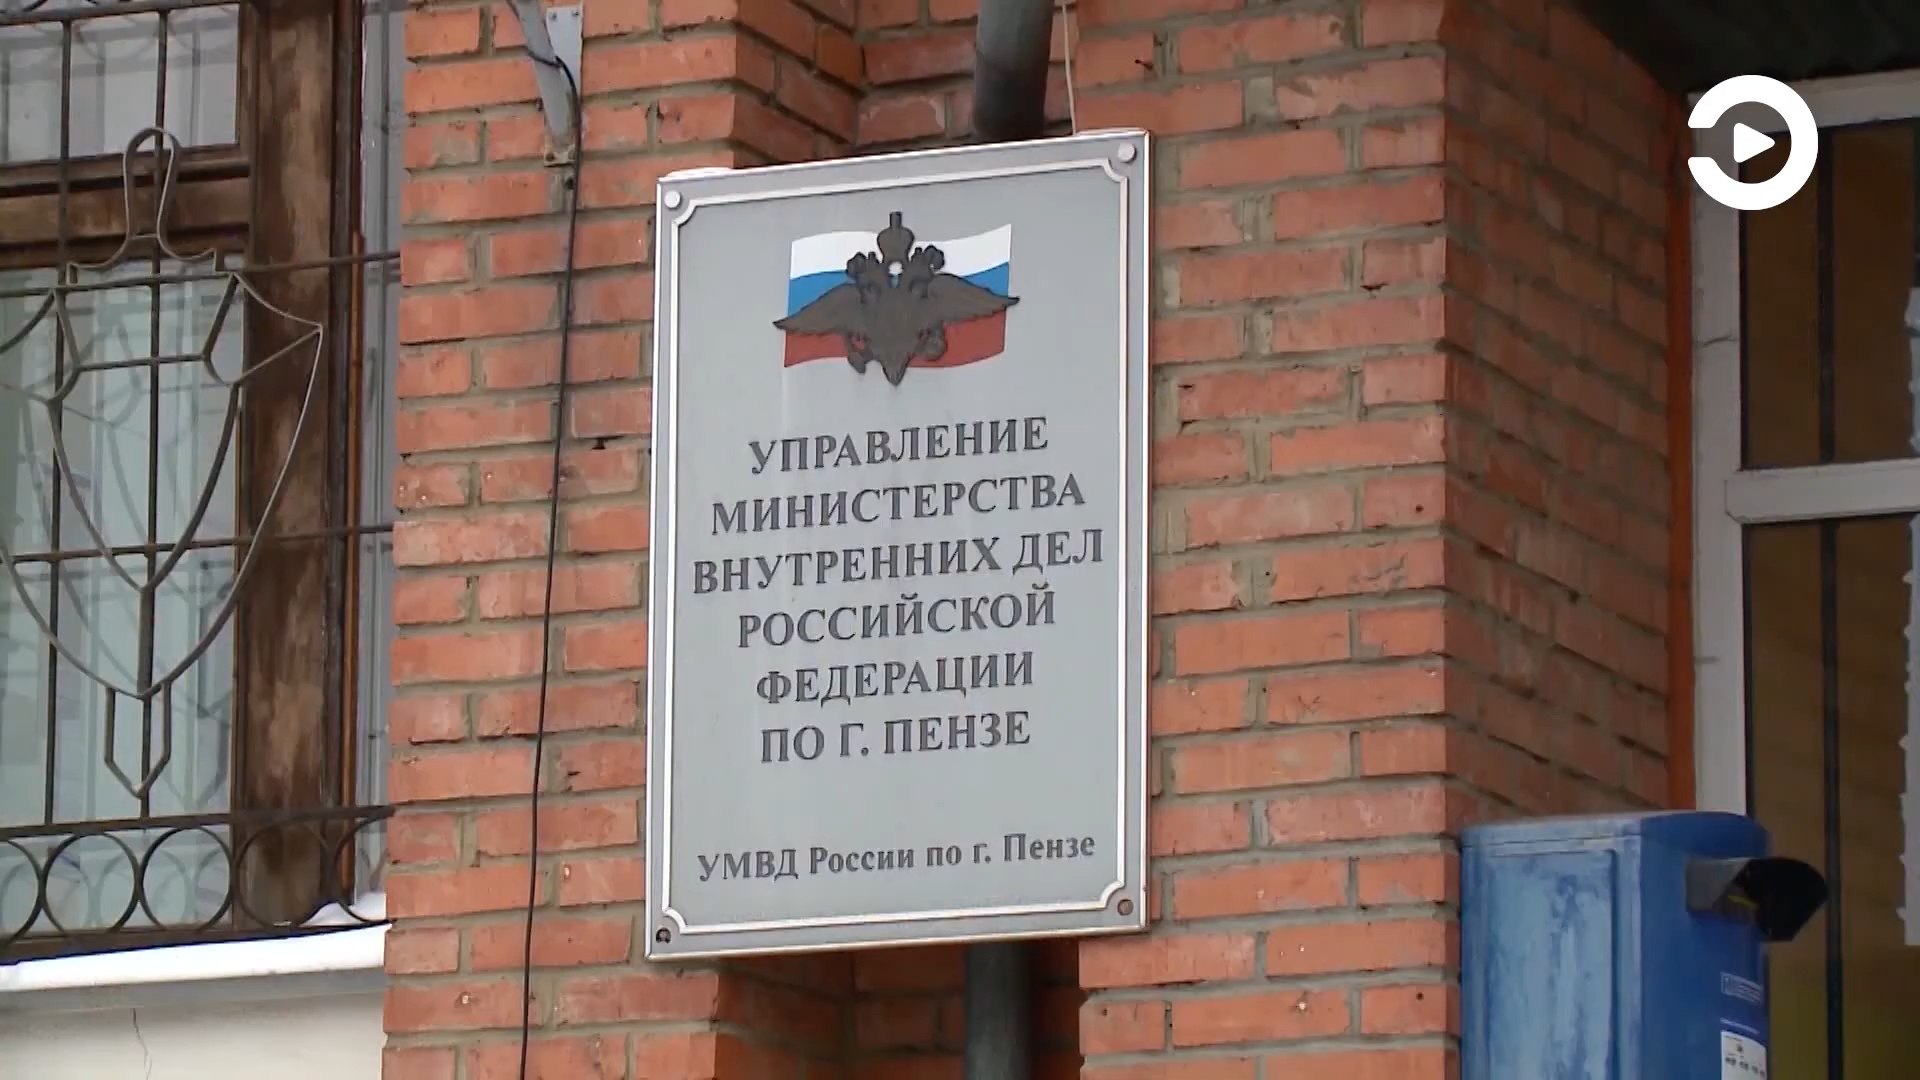 УПРАВЛЕНИЕ
МИНИСТЕРСТВА
ВНУТРЕННИХ ДЕЛ
РОССИЙСКОЙ
ФЕДЕРАЦИИ
ПО Г. ПЕНЗЕ
УМВД России по г. Пензе